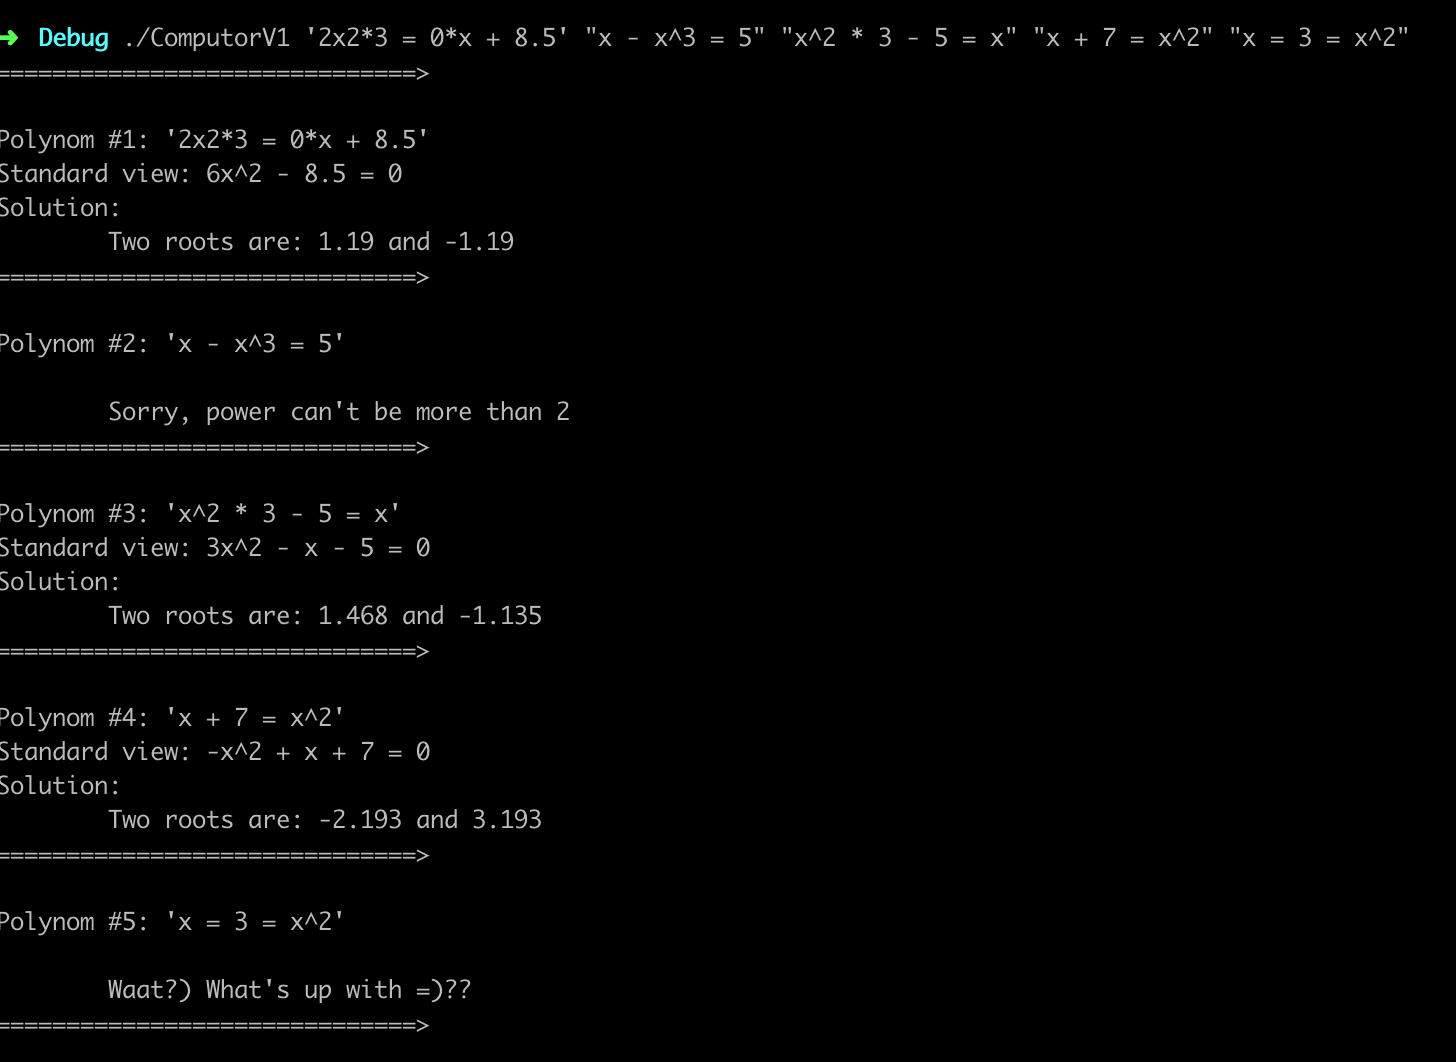 ➜ Debug ./ComputorV1 '2x2*3 = 0*x + 8.5' "x - x^3 = 5" "x^2 * 3 - 5 = x" "x + 7 = x^2" "x = 3 = x^2"
==============================>
Polynom #1: '2x2*3 = 0*x + 8.5'
Standard view: 6x^2 - 8.5 = 0
Solution:
Two roots are: 1.19 and -1.19
==============================>
Polynom #2: 'x - x^3 = 5'
Sorry, power can't be more than 2
==============================>
Polynom #3: 'x^2 * 3 - 5 = x'
Standard view: 3x^2 - x - 5 = 0
Solution:
Two roots are: 1.468 and -1.135
==============================>
Polynom #4: 'x + 7 = x^2'
Standard view: -x^2 + x + 7 = 0
Solution:
Two roots are: -2.193 and 3.193
==============================>
Polynom #5: 'x = 3 = x^2'
Waat?) What's up with =)??
==============================>